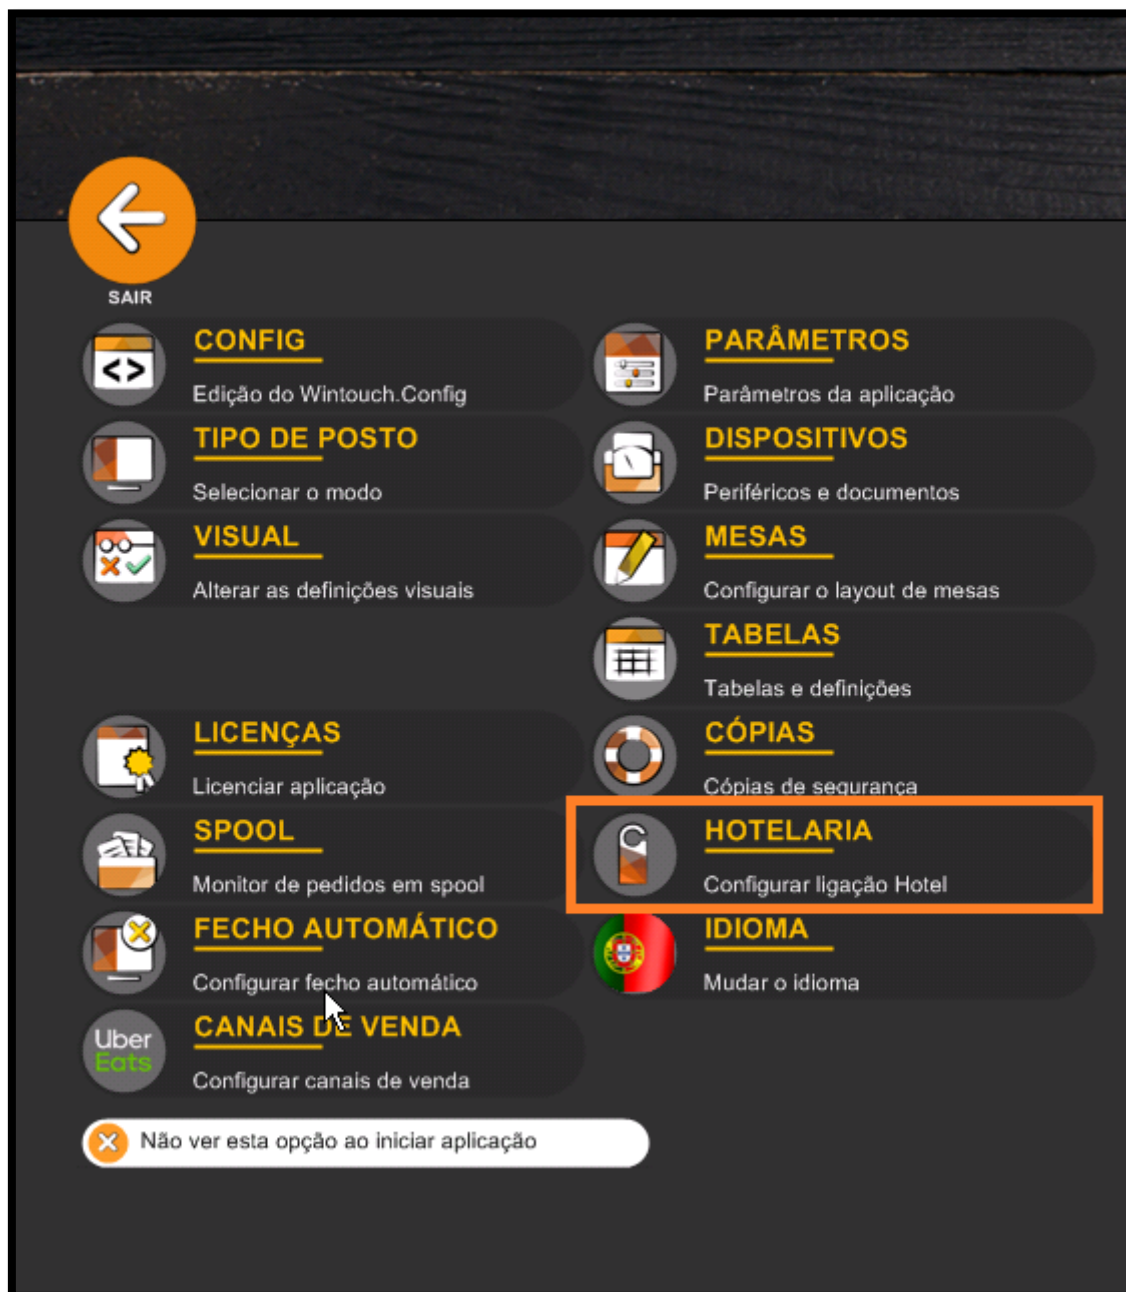 SAIR
CONFIG
Edição do Wintouch.Config
PARÂMETROS
Parâmetros da aplicação
TIPO DE POSTO
Selecionar o modo
DISPOSITIVOS
Periféricos e documentos
VISUAL
Alterar as definições visuais
MESAS
Configurar o layout de mesas
TABELAS
Tabelas e definições
LICENÇAS
Licenciar aplicação
CÓPIAS
Cópias de segurança
SPOOL
Monitor de pedidos em spool
HOTELARIA
Configurar ligação Hotel
FECHO AUTOMÁTICO
Configurar fecho automático
IDIOMA
Mudar o idioma
Uber
Eats
CANAIS DE VENDA
Configurar canais de venda
Não ver esta opção ao iniciar aplicação